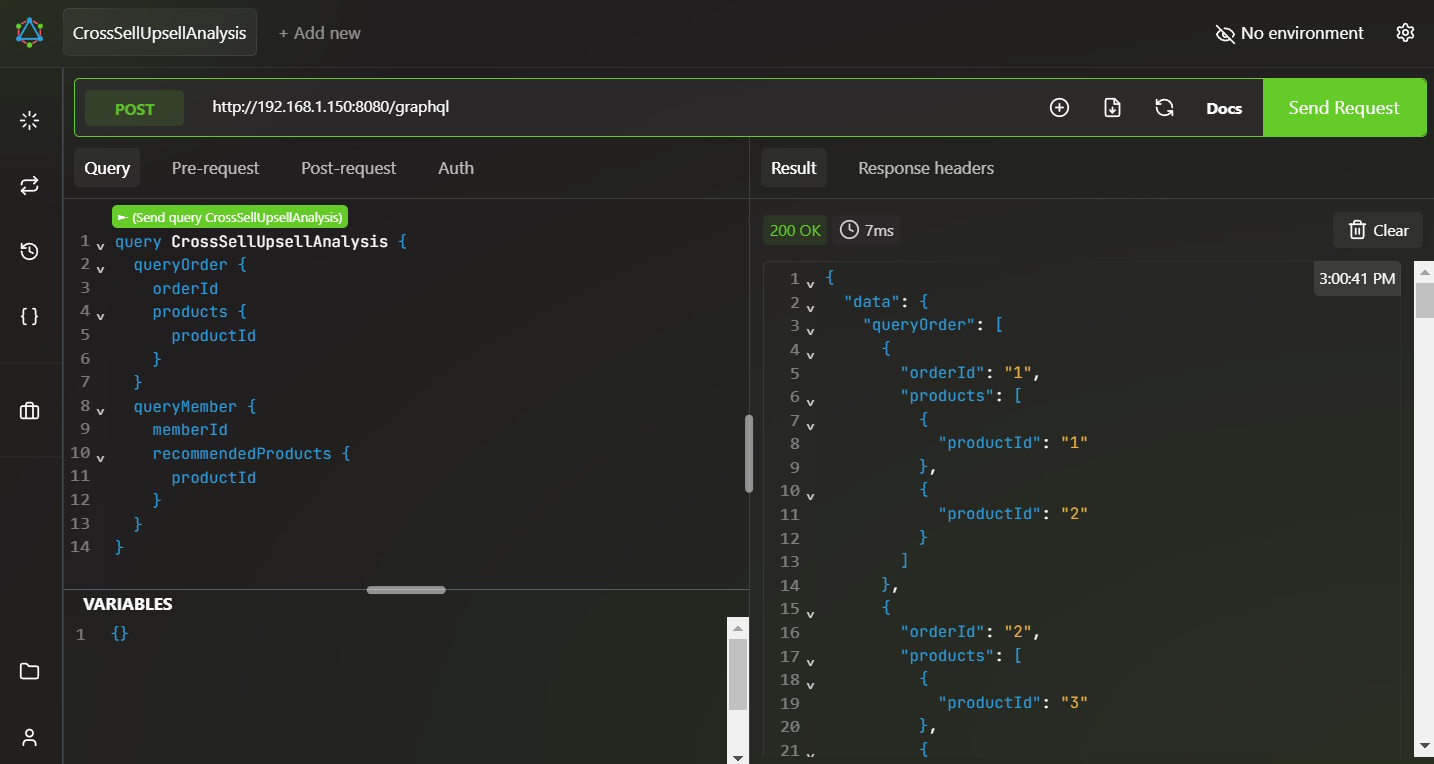 CrossSellUpsellAnalysis + Add new No environment
POST http://192.168.1.150:8080/graphql Docs Send Request
Query Pre-request Post-request Auth
(Send query CrossSellUpsellAnalysis)
1 query CrossSellUpsellAnalysis {
2 queryOrder {
3 orderId
4 products {
5 productId
6 }
7 }
8 queryMember {
9 memberId
10 recommendedProducts {
11 productId
12 }
13 }
14 }
VARIABLES
1 {}
Result Response headers
200 OK 7ms Clear
3:00:41 PM
1 {
2 "data": {
3 "queryOrder": [
4 {
5 "orderId": "1",
6 "products": [
7 {
8 "productId": "1"
9 },
10 {
11 "productId": "2"
12 }
13 ]
14 },
15 {
16 "orderId": "2",
17 "products": [
18 {
19 "productId": "3"
20 },
21 {